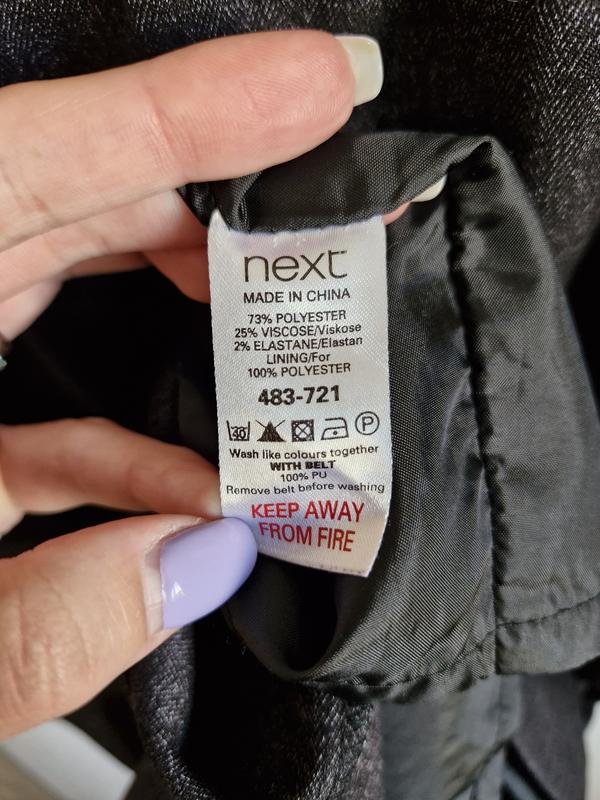 next
MADE IN CHINA
73% POLYESTER
25% VISCOSE/Viskose
2% ELASTANE/Elastan
LINING/For
100% POLYESTER
483-721
40 P
Wash like colours together
WITH BELT
100% PU
Remove belt before washing
KEEP AWAY
FROM FIRE